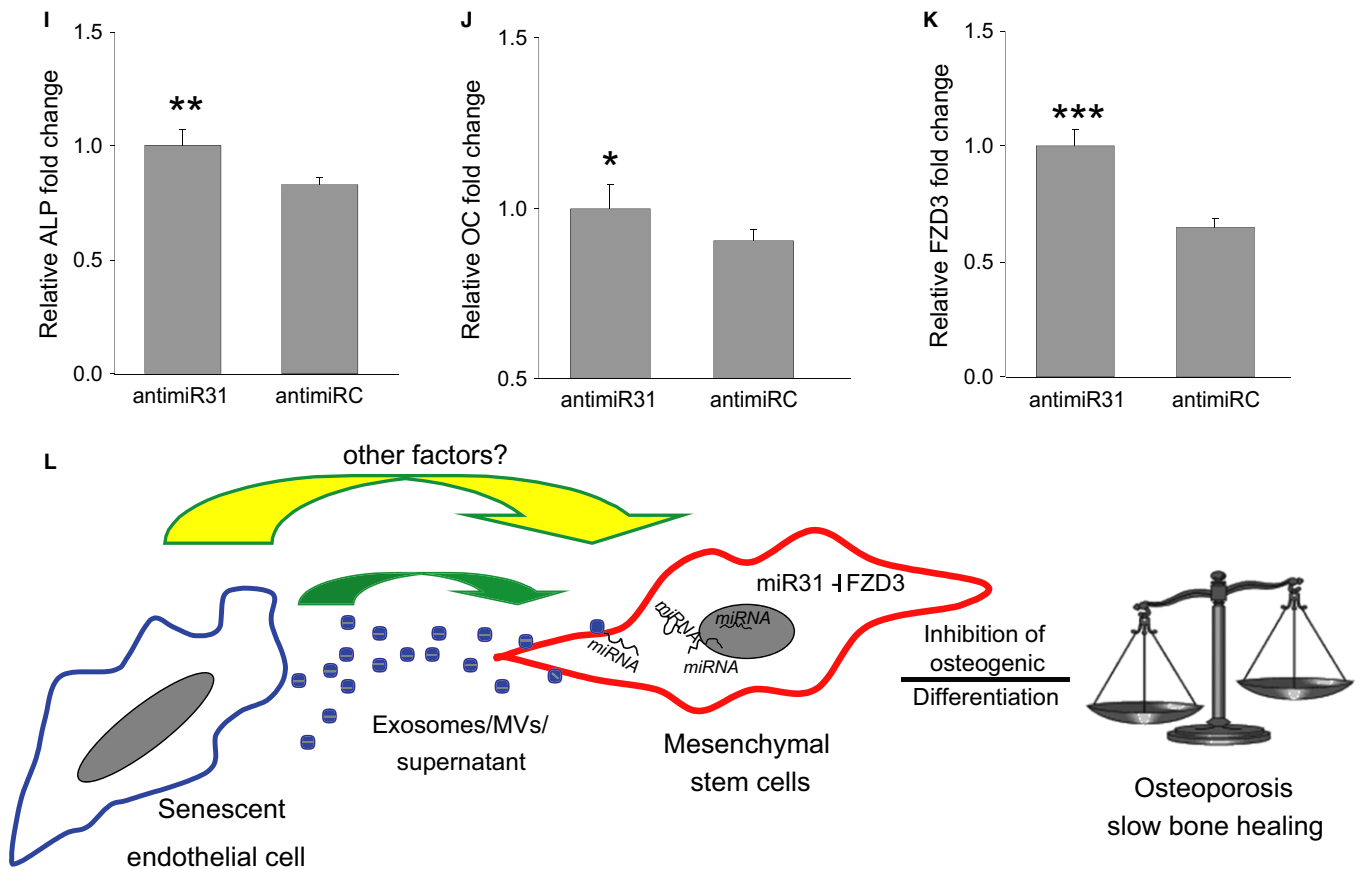 I
1.5
1.0
0.5
0.0
Relative ALP fold change
**
antimiR31
antimiRC
J
1.5
1.0
0.5
Relative OC fold change
*
antimiR31
antimiRC
K
1.5
1.0
0.5
0.0
Relative FZD3 fold change
***
antimiR31
antimiRC
L
other factors?
miR31 ⊣ FZD3
miRNA
miRNA
miRNA
miRNA
Exosomes/MVs/
supernatant
Senescent
endothelial cell
Mesenchymal
stem cells
Inhibition of
osteogenic
Differentiation
Osteoporosis
slow bone healing